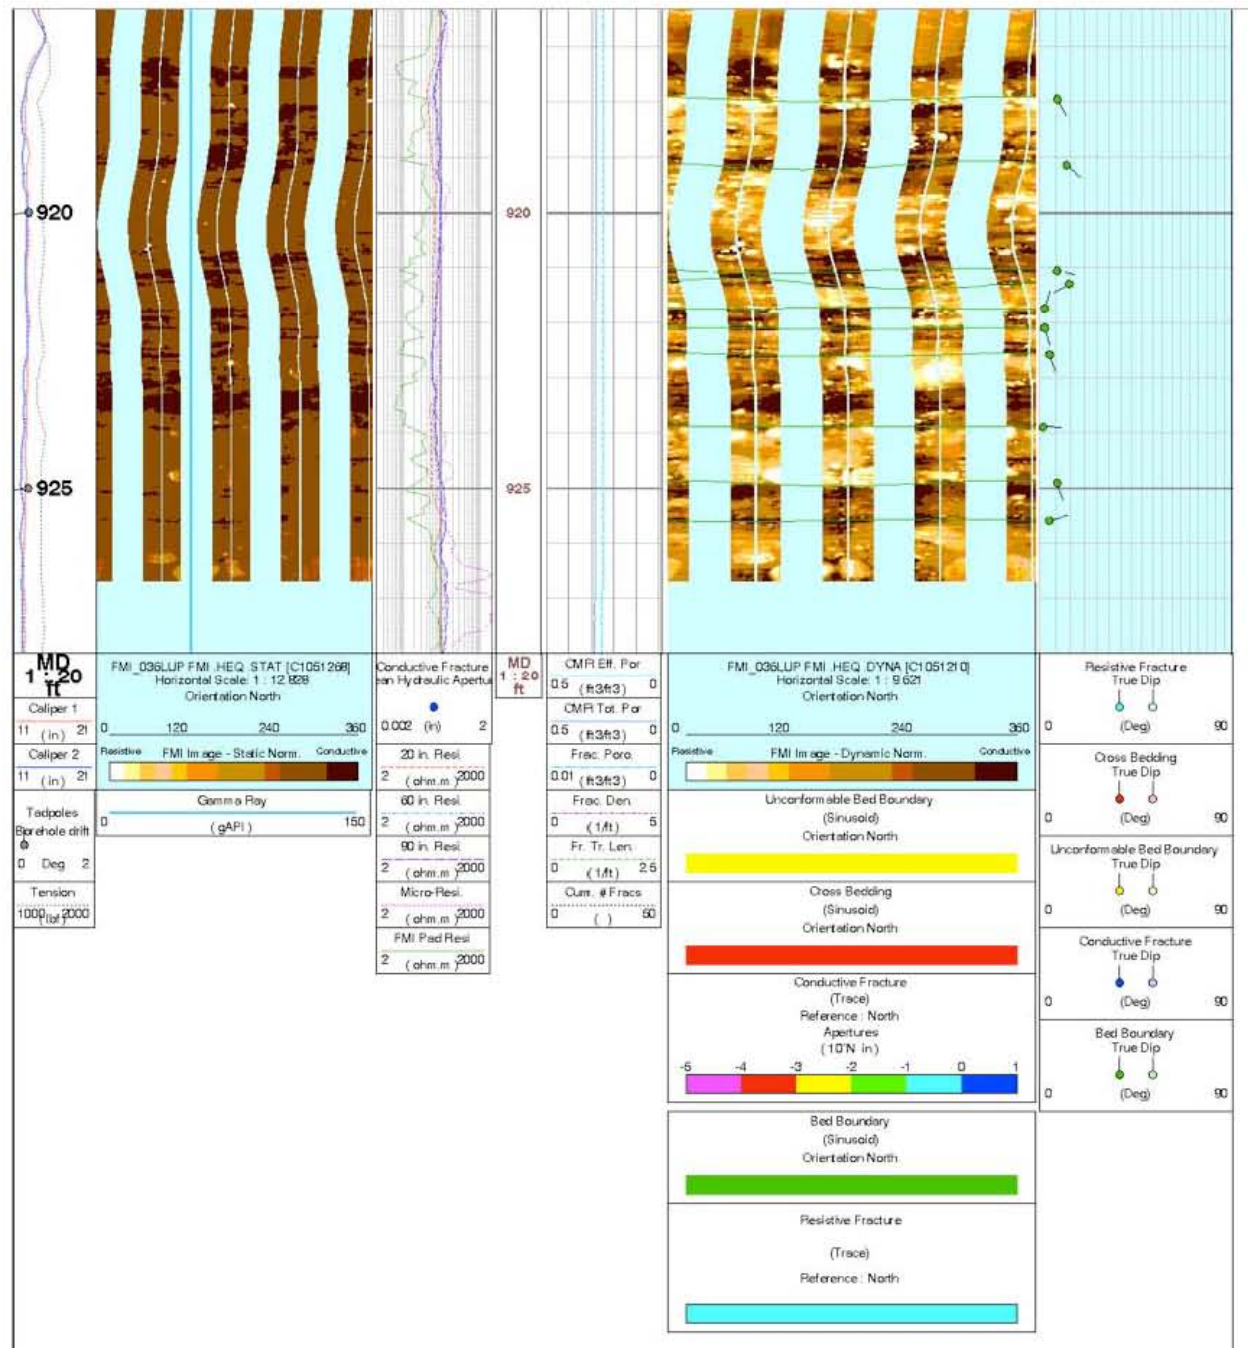 920
920
925
925
MD
1 : 20
ft
Caliper 1
11 (in) 21
Caliper 2
11 (in) 21
Tadpoles
Borehole drift
0 Deg 2
Tension
1000 (lbf) 2000
FMI_036LUP FMI .HEQ .STAT [C1051268]
Horizontal Scale: 1 : 12.828
Orientation North
0 120 240 360
Resistive FMI Image - Static Norm. Conductive
Gamma Ray
0 (gAPI) 150
Conductive Fracture
ean Hydraulic Apertu
0.002 (in) 2
20 in. Resi.
2 (ohm.m) 2000
60 in. Resi.
2 (ohm.m) 2000
90 in. Resi.
2 (ohm.m) 2000
Micro-Resi.
2 (ohm.m) 2000
FMI Pad Resi
2 (ohm.m) 2000
MD
1 : 20
ft
CMR Eff. Por
0.5 (ft3/ft3) 0
CMR Tot. Por
0.5 (ft3/ft3) 0
Frac. Poro.
0.01 (ft3/ft3) 0
Frac. Den.
0 (1/ft) 5
Fr. Tr. Len.
0 (1/ft) 2.5
Cum. # Fracs
0 ( ) 50
FMI_036LUP FMI .HEQ .DYNA [C1051210]
Horizontal Scale: 1 : 9.621
Orientation North
0 120 240 360
Resistive FMI Image - Dynamic Norm. Conductive
Unconformable Bed Boundary
(Sinusoid)
Orientation North
Cross Bedding
(Sinusoid)
Orientation North
Conductive Fracture
(Trace)
Reference : North
Apertures
(10^N in)
-5 -4 -3 -2 -1 0 1
Bed Boundary
(Sinusoid)
Orientation North
Resistive Fracture
(Trace)
Reference : North
Resistive Fracture
True Dip
0 (Deg) 90
Cross Bedding
True Dip
0 (Deg) 90
Unconformable Bed Boundary
True Dip
0 (Deg) 90
Conductive Fracture
True Dip
0 (Deg) 90
Bed Boundary
True Dip
0 (Deg) 90